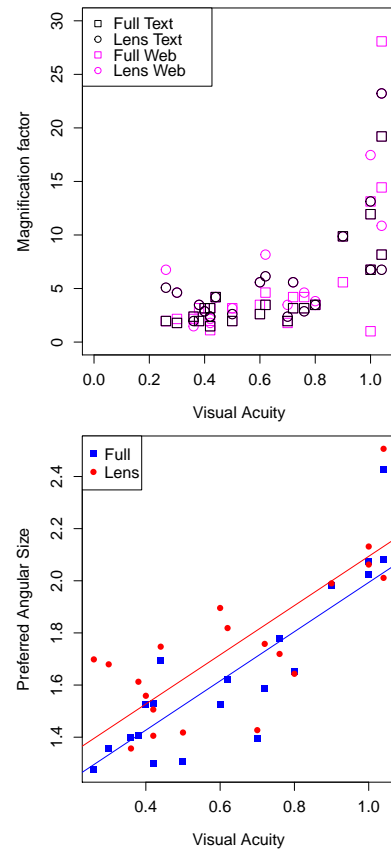 Full Text
Lens Text
Full Web
Lens Web
30
25
20
15
10
5
0
Magnification factor
0.0 0.2 0.4 0.6 0.8 1.0
Visual Acuity
Full
Lens
2.4
2.2
2.0
1.8
1.6
1.4
Preferred Angular Size
0.4 0.6 0.8 1.0
Visual Acuity